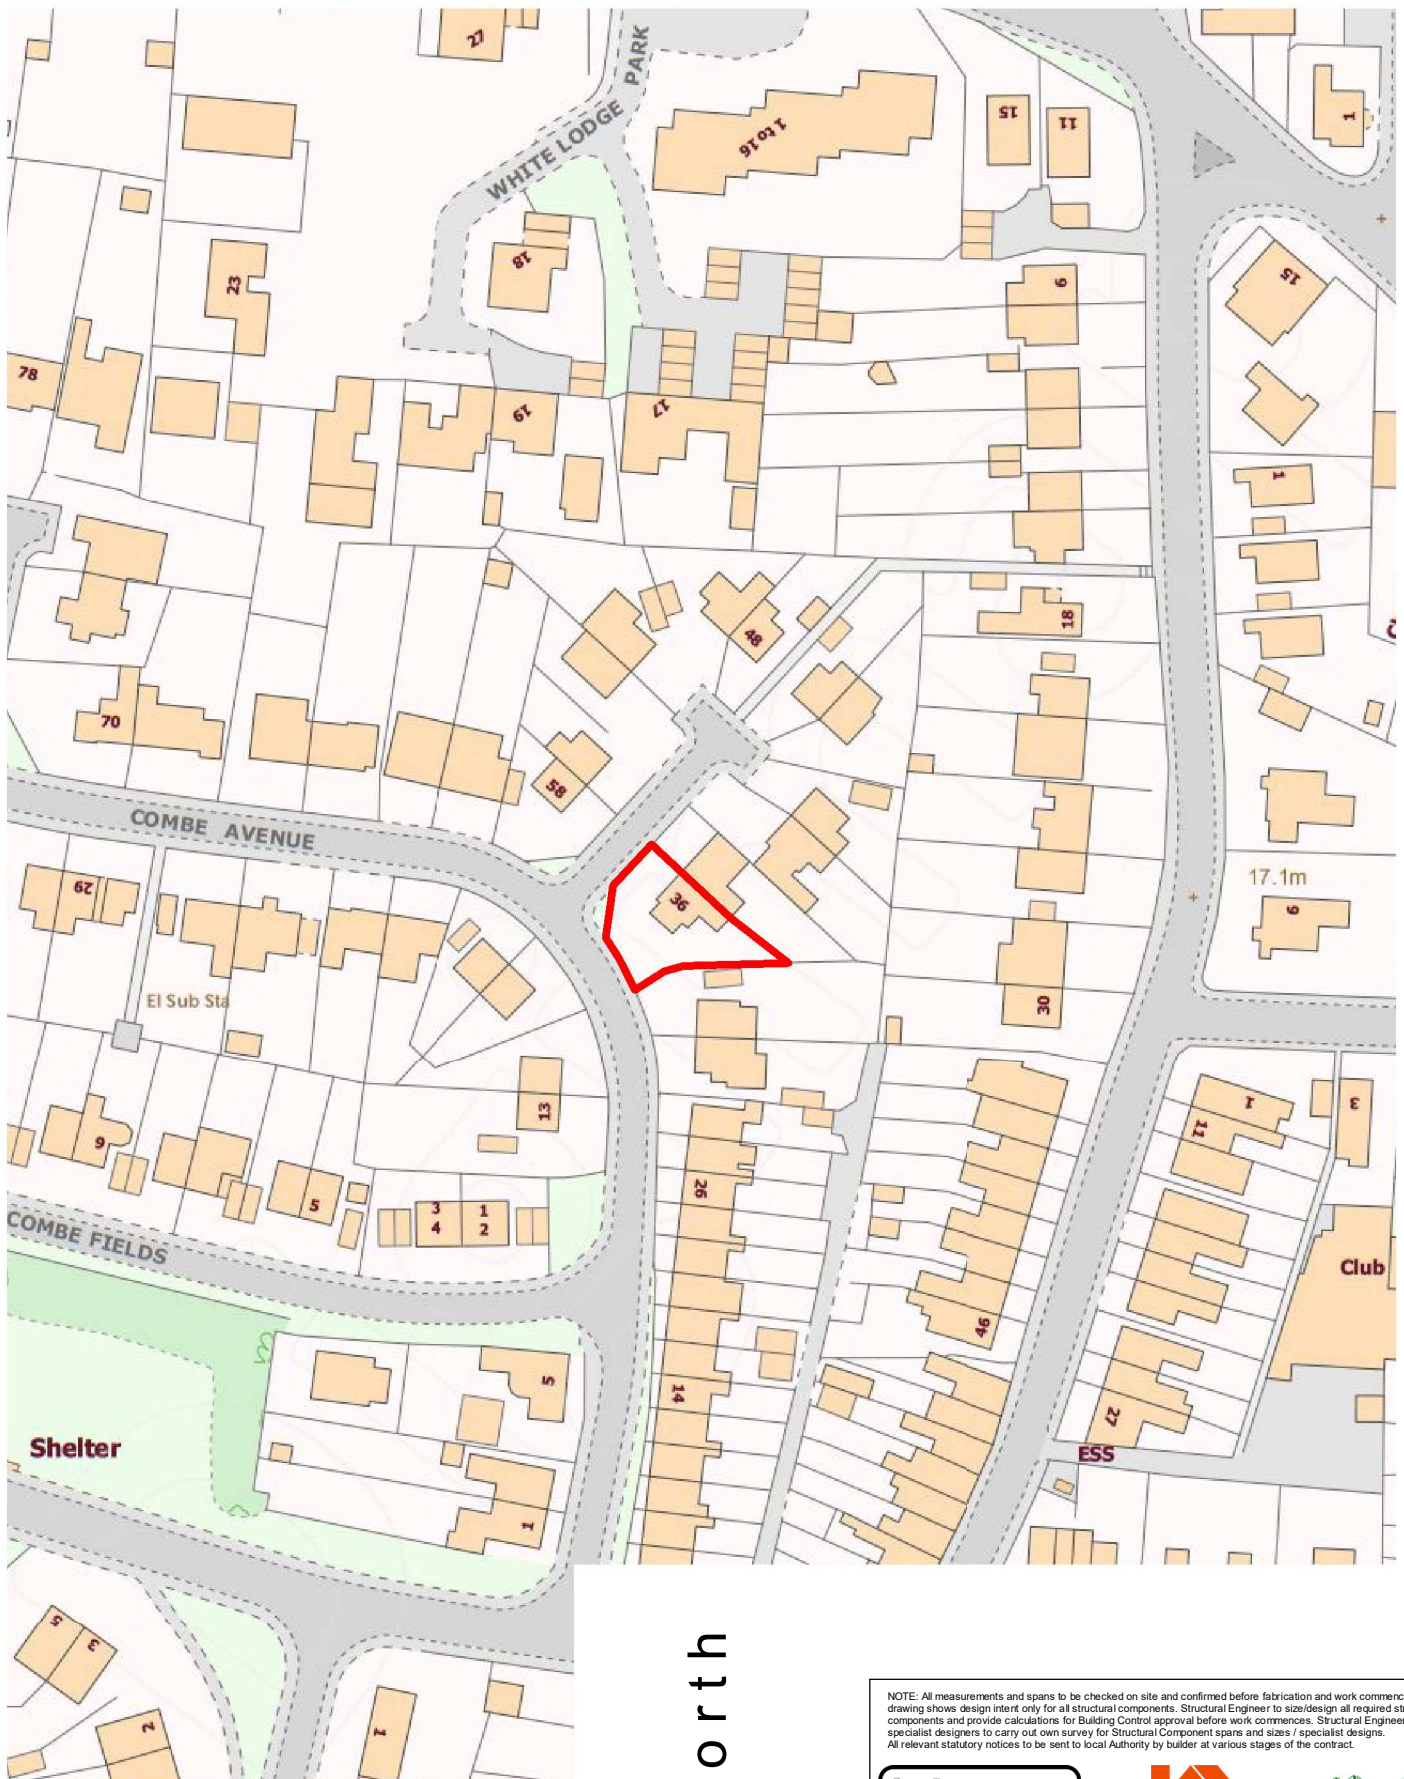 27
WHITE LODGE PARK
1 to 16
15
11
1
18
23
6
15
78
19
17
1
48
18
70
58
COMBE AVENUE
29
36
17.1m
9
El Sub Sta
30
13
9
5
3
1
4
2
26
1
11
3
COMBE FIELDS
Club
46
5
14
27
Shelter
ESS
1
5
3
2
1
orth
NOTE: All measurements and spans to be checked on site and confirmed before fabrication and work commenc
drawing shows design intent only for all structural components. Structural Engineer to size/design all required st
components and provide calculations for Building Control approval before work commences. Structural Enginee
specialist designers to carry out own survey for Structural Component spans and sizes / specialist designs.
All relevant statutory notices to be sent to local Authority by builder at various stages of the contract.